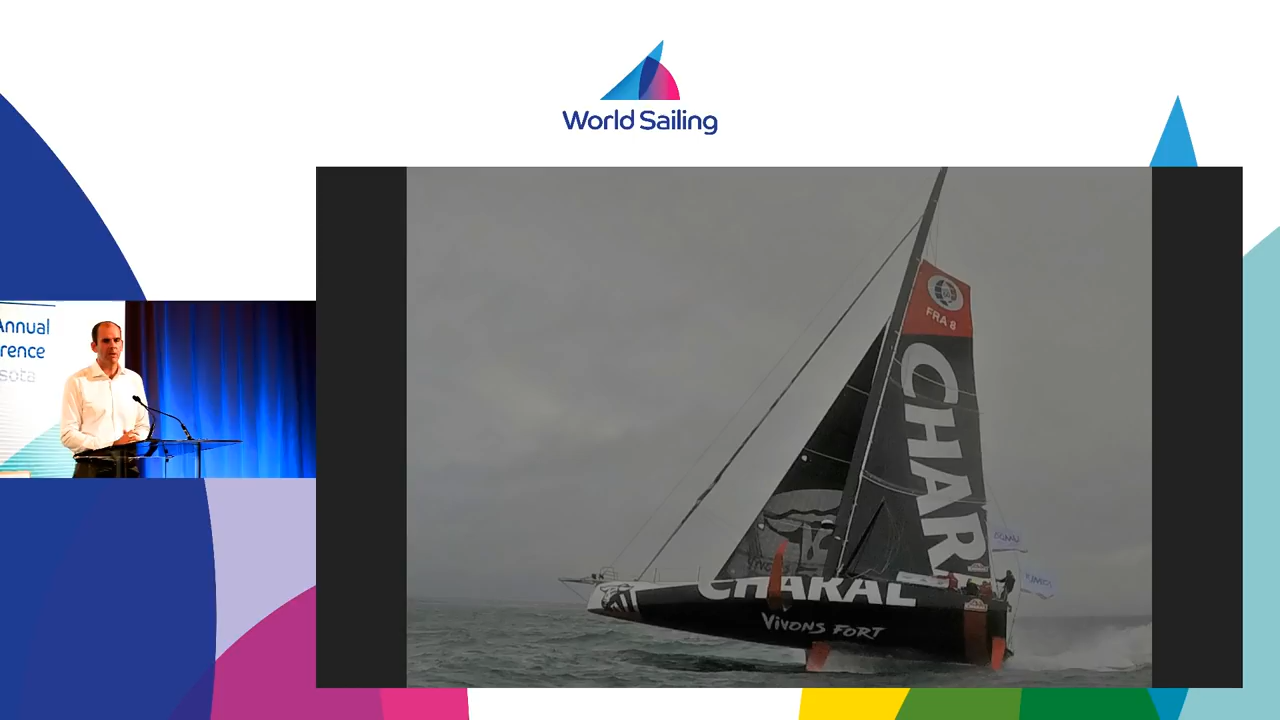 World Sailing
Annual
rence
sota
FRA 8
CHAR
CHARAL
VIVONS FORT